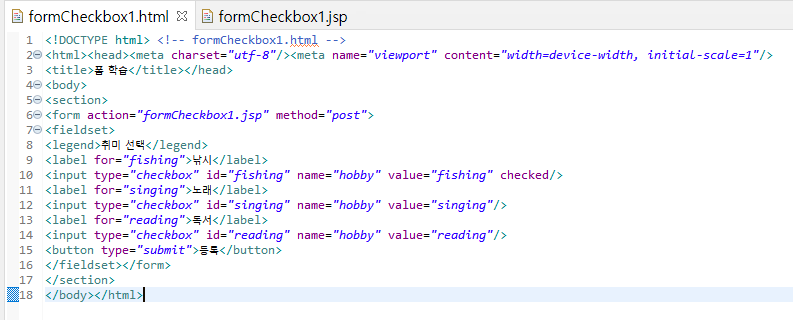 formCheckbox1.html formCheckbox1.jsp
1 <!DOCTYPE html> <!-- formCheckbox1.html -->
2 <html><head><meta charset="utf-8"/><meta name="viewport" content="width=device-width, initial-scale=1"/>
3 <title>폼 학습</title></head>
4 <body>
5 <section>
6 <form action="formCheckbox1.jsp" method="post">
7 <fieldset>
8 <legend>취미 선택</legend>
9 <label for="fishing">낚시</label>
10 <input type="checkbox" id="fishing" name="hobby" value="fishing" checked/>
11 <label for="singing">노래</label>
12 <input type="checkbox" id="singing" name="hobby" value="singing"/>
13 <label for="reading">독서</label>
14 <input type="checkbox" id="reading" name="hobby" value="reading"/>
15 <button type="submit">등록</button>
16 </fieldset></form>
17 </section>
18 </body></html>